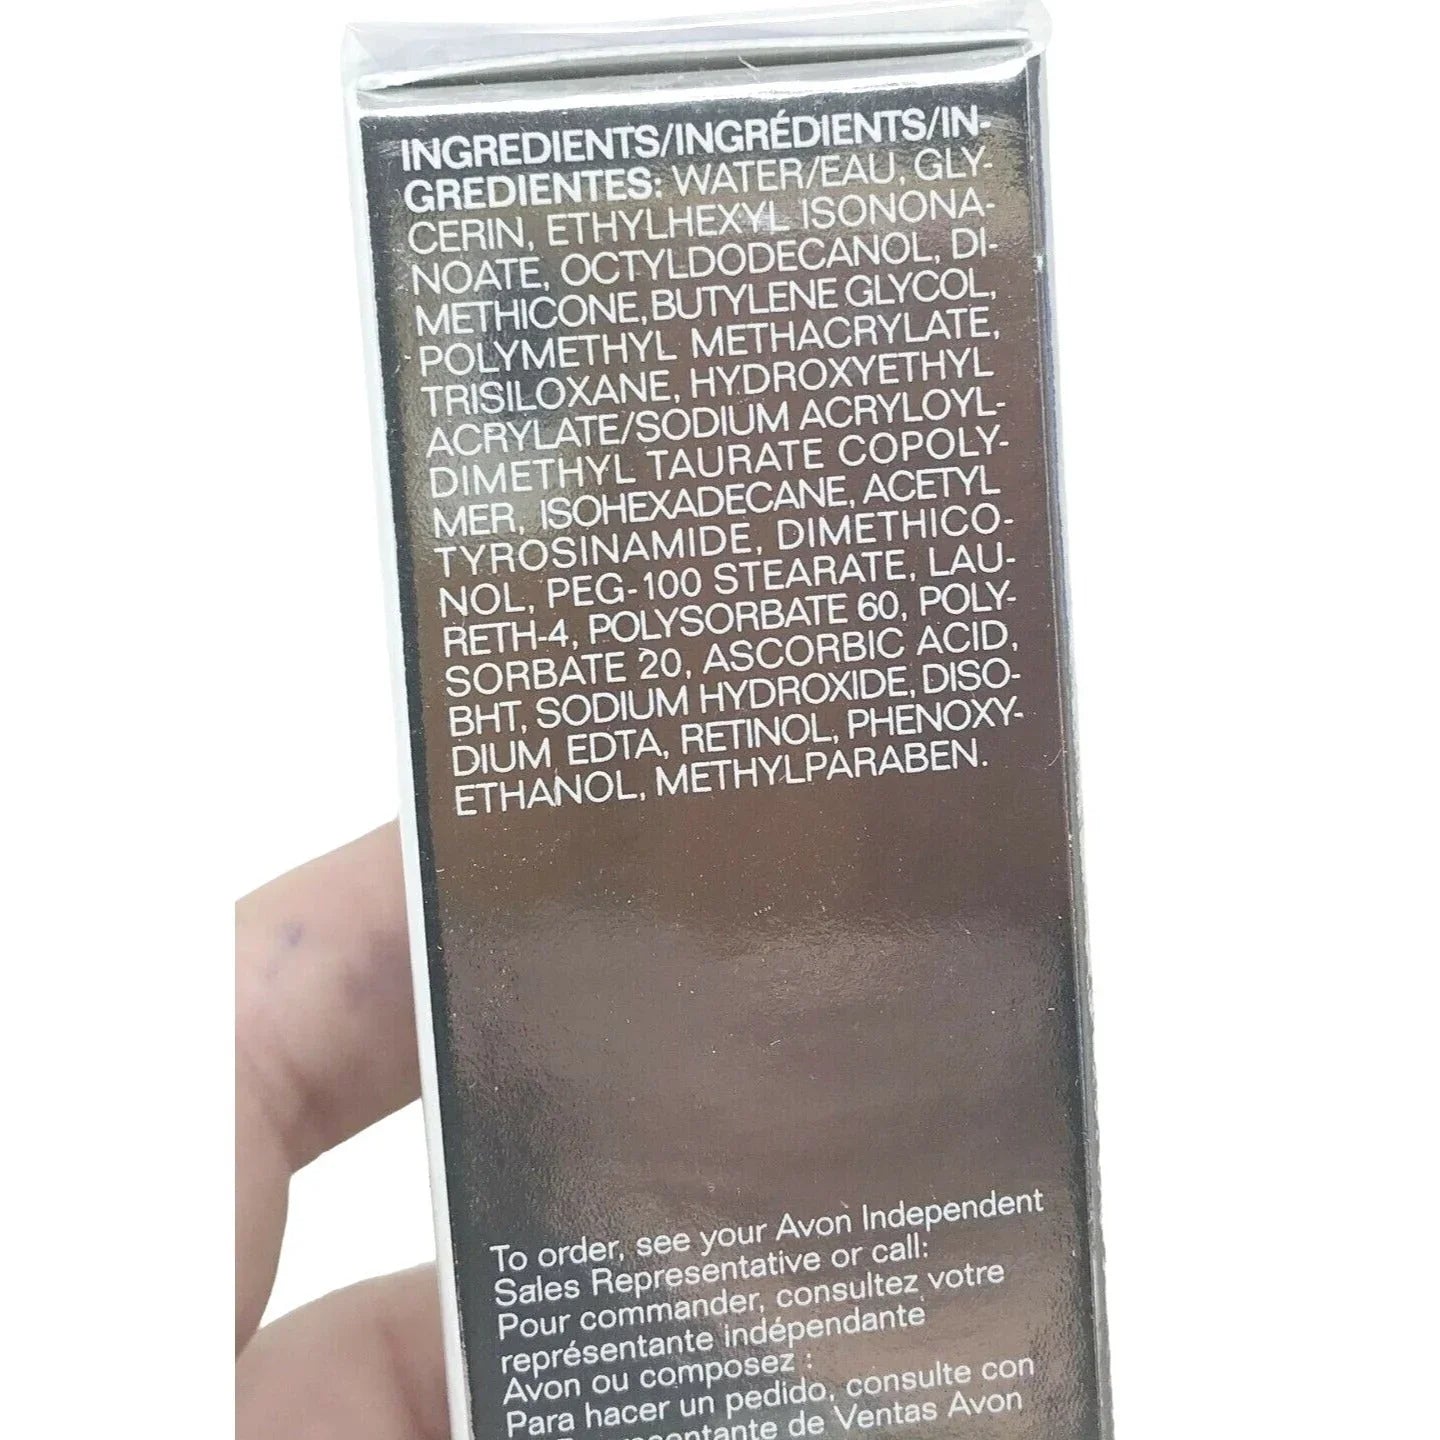 INGREDIENTS/INGRÉDIENTS/IN-
GREDIENTES: WATER/EAU, GLY-
CERIN, ETHYLHEXYL ISONONA-
NOATE, OCTYLDODECANOL, DI-
METHICONE, BUTYLENE GLYCOL,
POLYMETHYL METHACRYLATE,
TRISILOXANE, HYDROXYETHYL
ACRYLATE/SODIUM ACRYLOYL-
DIMETHYL TAURATE COPOLY-
MER, ISOHEXADECANE, ACETYL
TYROSINAMIDE, DIMETHICO-
NOL, PEG-100 STEARATE, LAU-
RETH-4, POLYSORBATE 60, POLY-
SORBATE 20, ASCORBIC ACID,
BHT, SODIUM HYDROXIDE, DISO-
DIUM EDTA, RETINOL, PHENOXY-
ETHANOL, METHYLPARABEN.
To order, see your Avon Independent
Sales Representative or call:
Pour commander, consultez votre
représentante indépendante
Avon ou composez :
Para hacer un pedido, consulte con
de Ventas Avon